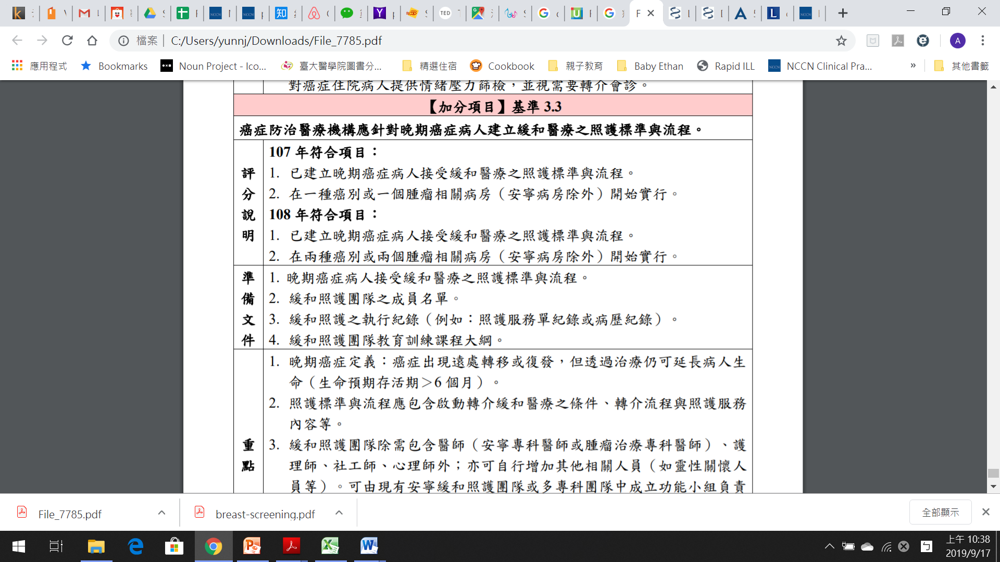 檔案 C:/Users/yunnj/Downloads/File_7785.pdf
應用程式 Bookmarks Noun Project - Ico... 臺大醫學院圖書分... 精選住宿 Cookbook 親子教育 Baby Ethan Rapid ILL NCCN Clinical Pra... » 其他書籤
對癌症住院病人提供情緒壓力篩檢，並視需要轉介會診。
【加分項目】基準 3.3
癌症防治醫療機構應針對晚期癌症病人建立緩和醫療之照護標準與流程。
評分說明
107 年符合項目：
1. 已建立晚期癌症病人接受緩和醫療之照護標準與流程。
2. 在一種癌別或一個腫瘤相關病房（安寧病房除外）開始實行。
108 年符合項目：
1. 已建立晚期癌症病人接受緩和醫療之照護標準與流程。
2. 在兩種癌別或兩個腫瘤相關病房（安寧病房除外）開始實行。
準備文件
1. 晚期癌症病人接受緩和醫療之照護標準與流程。
2. 緩和照護團隊之成員名單。
3. 緩和照護之執行紀錄（例如：照護服務單紀錄或病歷紀錄）。
4. 緩和照護團隊教育訓練課程大綱。
重點
1. 晚期癌症定義：癌症出現遠處轉移或復發，但透過治療仍可延長病人生
命（生命預期存活期＞6 個月）。
2. 照護標準與流程應包含啟動轉介緩和醫療之條件、轉介流程與照護服務
內容等。
3. 緩和照護團隊除需包含醫師（安寧專科醫師或腫瘤治療專科醫師）、護
理師、社工師、心理師外；亦可自行增加其他相關人員（如靈性關懷人
員等）。可由現有安寧緩和照護團隊或多專科團隊中成立功能小組負責
File_7785.pdf breast-screening.pdf 全部顯示
上午 10:38
2019/9/17